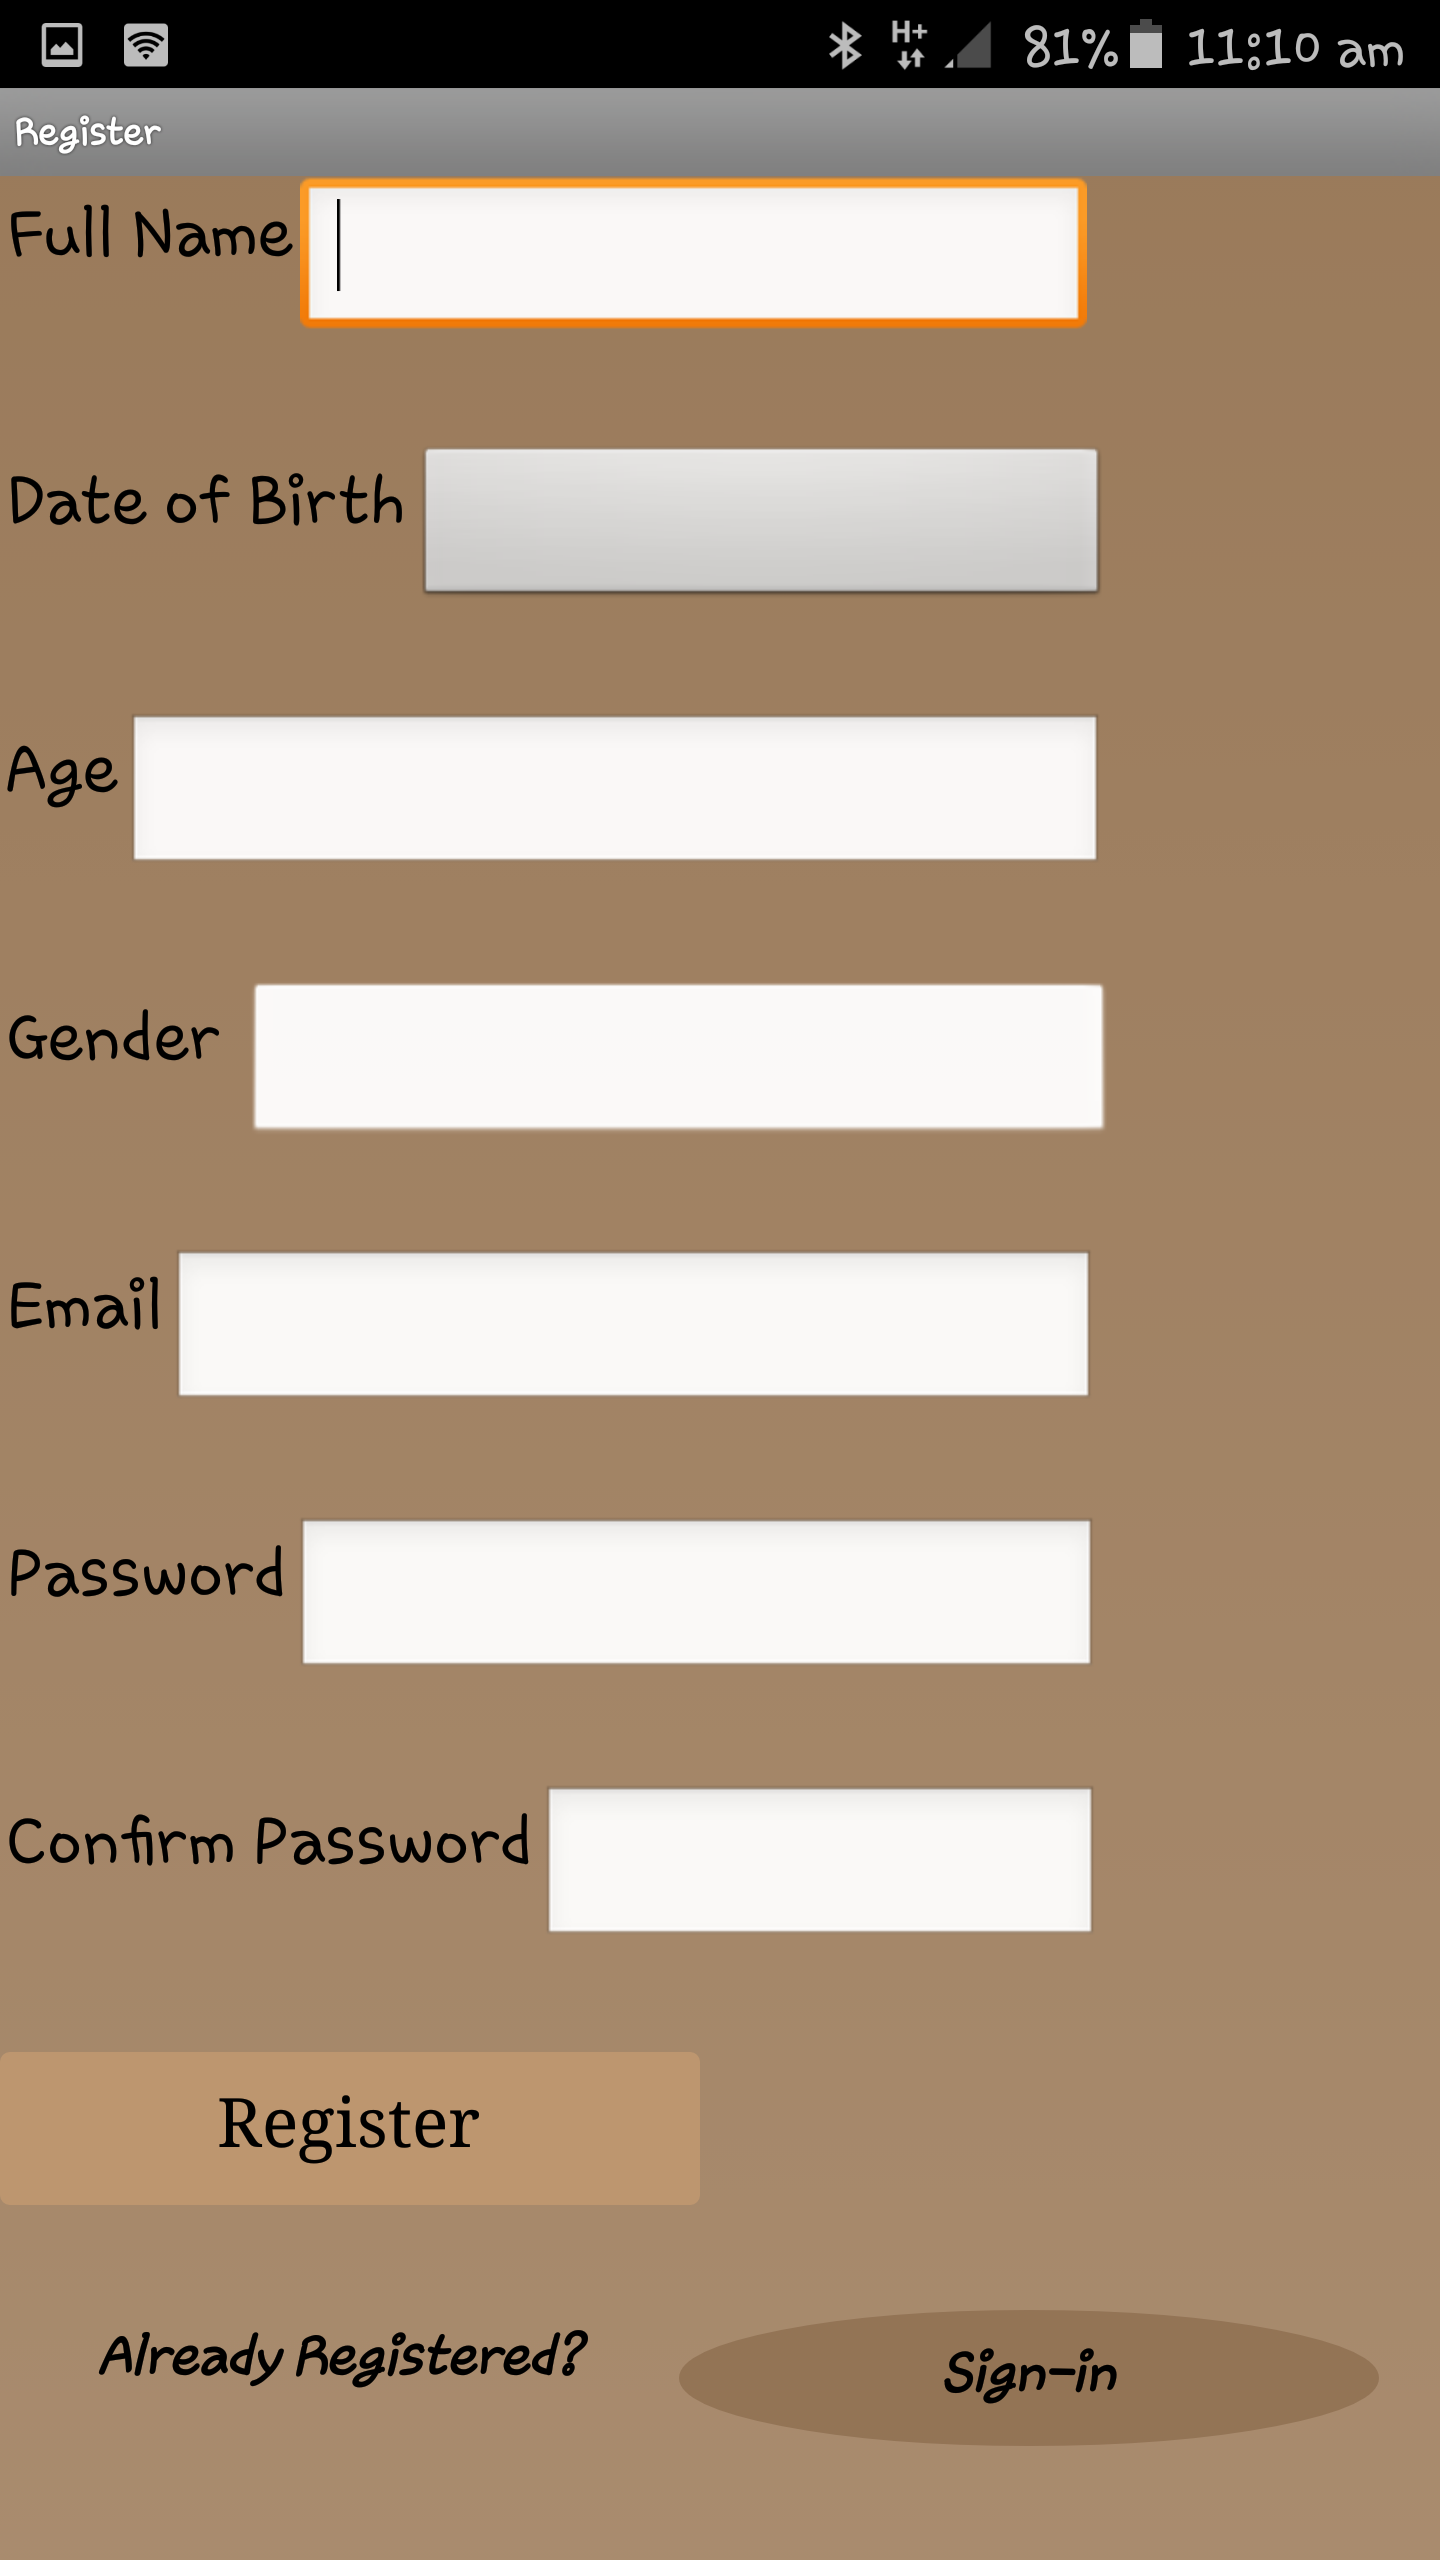 H+ 81% 11:10 am
Register
Full Name
Date of Birth
Age
Gender
Email
Password
Confirm Password
Register
Already Registered? Sign-in